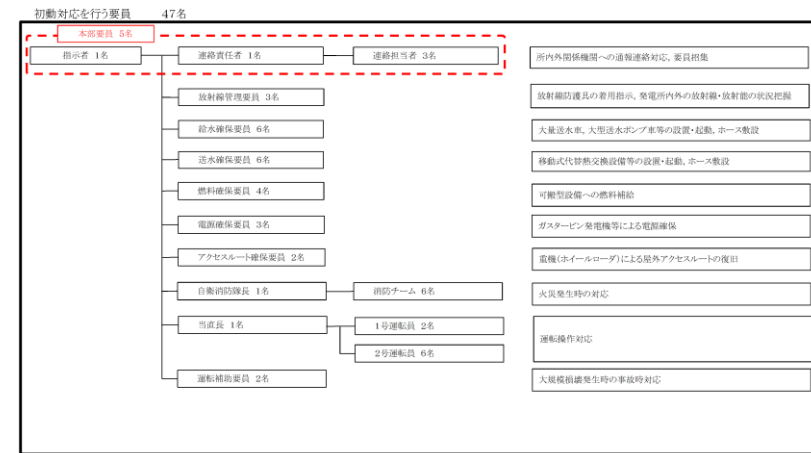 初動対応を行う要員 47名
本部要員 5名
指示者 1名
連絡責任者 1名
連絡担当者 3名
所内外関係機関への通報連絡対応, 要員招集
放射線管理要員 3名
放射線防護具の着用指示, 発電所内外の放射線・放射能の状況把握
給水確保要員 6名
大量送水車, 大型送水ポンプ車等の設置・起動, ホース敷設
送水確保要員 6名
移動式代替熱交換設備等の設置・起動, ホース敷設
燃料確保要員 4名
可搬型設備への燃料補給
電源確保要員 3名
ガスタービン発電機等による電源確保
アクセスルート確保要員 2名
重機(ホイールローダ)による屋外アクセスルートの復旧
自衛消防隊長 1名
消防チーム 6名
火災発生時の対応
当直長 1名
1号運転員 2名
2号運転員 6名
運転操作対応
運転補助要員 2名
大規模損壊発生時の事故時対応